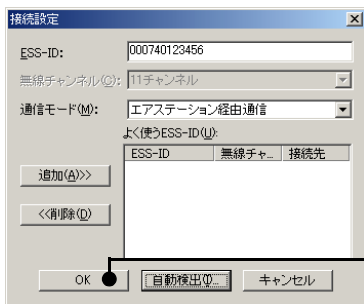 接続設定
ESS-ID:
000740123456
無線チャンネル(C):
11チャンネル
通信モード(M):
エアステーション経由通信
よく使うESS-ID(U):
ESS-ID 無線チャ... 接続先
追加(A)>>
<<削除(D)
OK 自動検出(I)... キャンセル